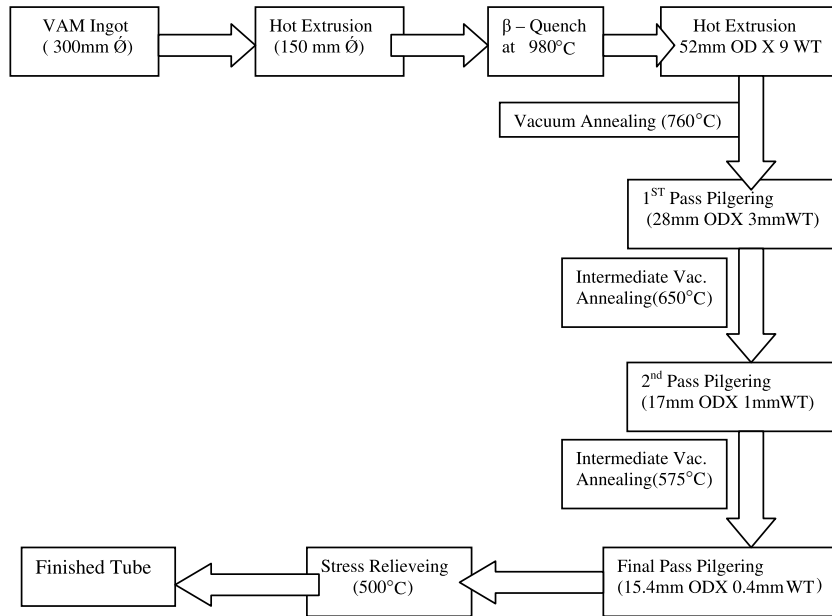 VAM Ingot
( 300mm Ǿ)
Hot Extrusion
(150 mm Ǿ)
β – Quench
at 980°C
Hot Extrusion
52mm OD X 9 WT
Vacuum Annealing (760°C)
1ST Pass Pilgering
(28mm ODX 3mmWT)
Intermediate Vac.
Annealing(650°C)
2nd Pass Pilgering
(17mm ODX 1mmWT)
Intermediate Vac.
Annealing(575°C)
Final Pass Pilgering
(15.4mm ODX 0.4mmWT)
Stress Relieveing
(500°C)
Finished Tube